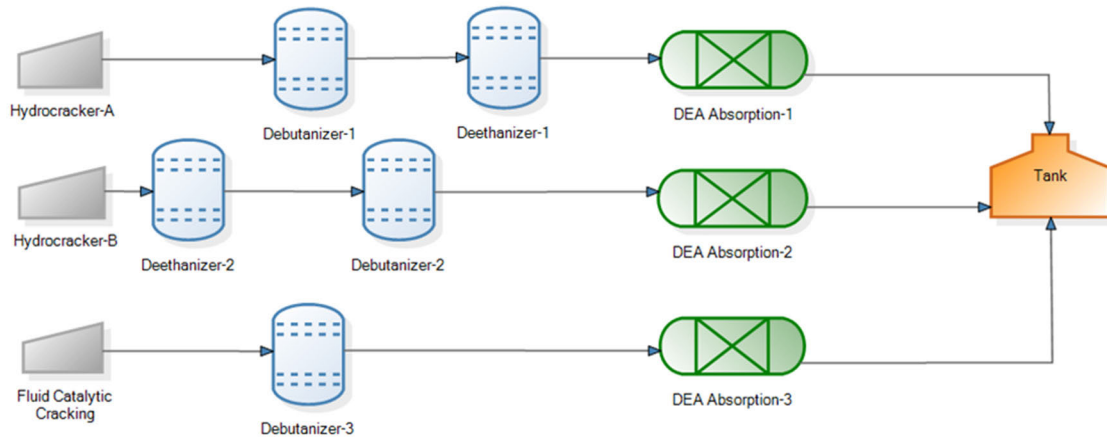 Hydrocracker-A
Debutanizer-1
Deethanizer-1
DEA Absorption-1
Tank
Hydrocracker-B
Deethanizer-2
Debutanizer-2
DEA Absorption-2
Fluid Catalytic
Cracking
Debutanizer-3
DEA Absorption-3